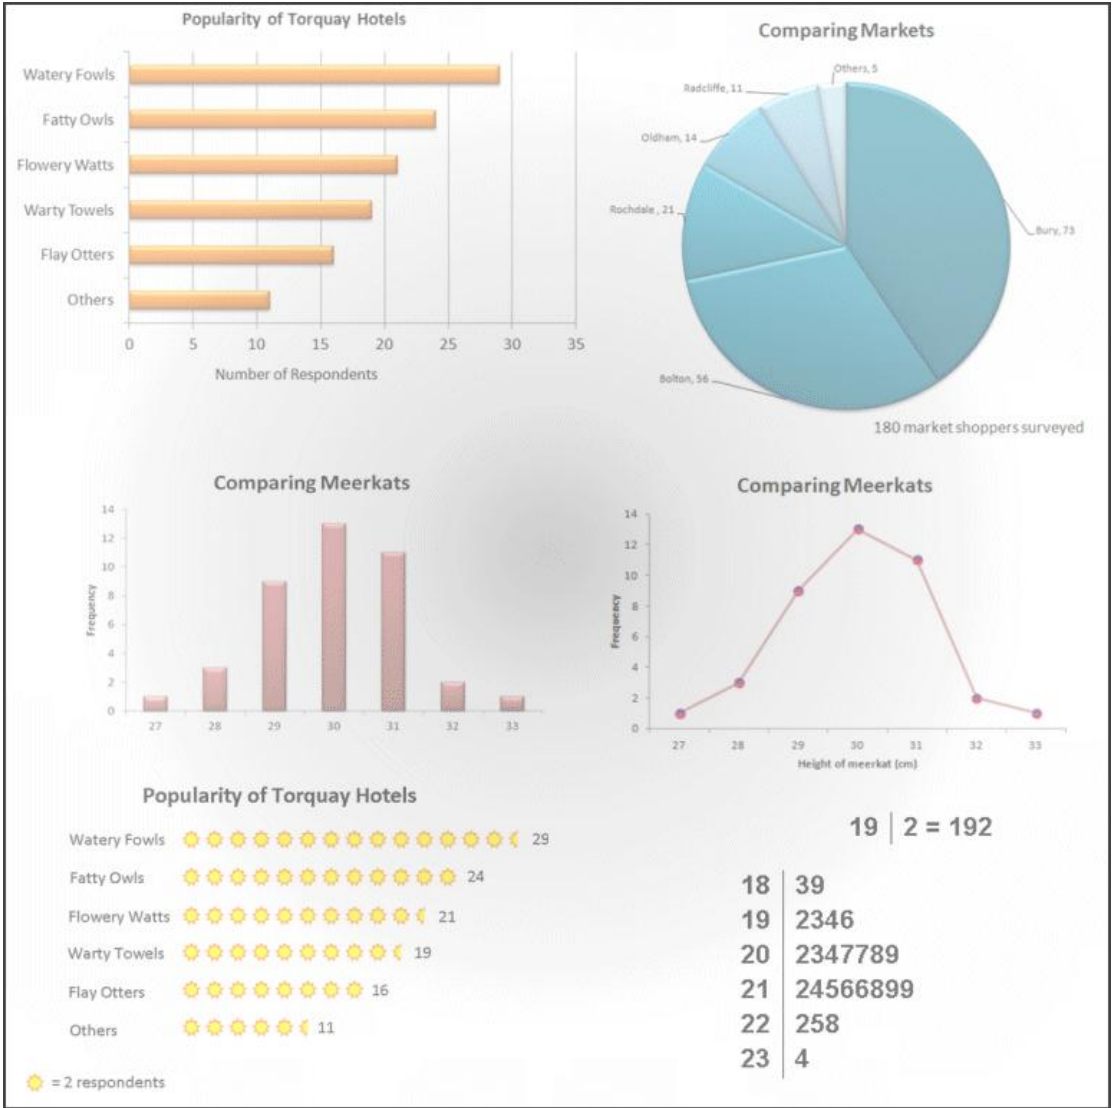 Popularity of Torquay Hotels
Watery Fowls
Fatty Owls
Flowery Watts
Warty Towels
Flay Otters
Others
0 5 10 15 20 25 30 35
Number of Respondents
Comparing Markets
Others, 5
Radcliffe, 11
Oldham, 14
Rochdale , 21
Bury, 73
Bolton, 56
180 market shoppers surveyed
Comparing Meerkats
Frequency
14
12
10
8
6
4
2
0
27 28 29 30 31 32 33
Comparing Meerkats
Frequency
14
12
10
8
6
4
2
0
27 28 29 30 31 32 33
Height of meerkat (cm)
Popularity of Torquay Hotels
Watery Fowls 29
Fatty Owls 24
Flowery Watts 21
Warty Towels 19
Flay Otters 16
Others 11
= 2 respondents
19 | 2 = 192
18 | 39
19 | 2346
20 | 2347789
21 | 24566899
22 | 258
23 | 4